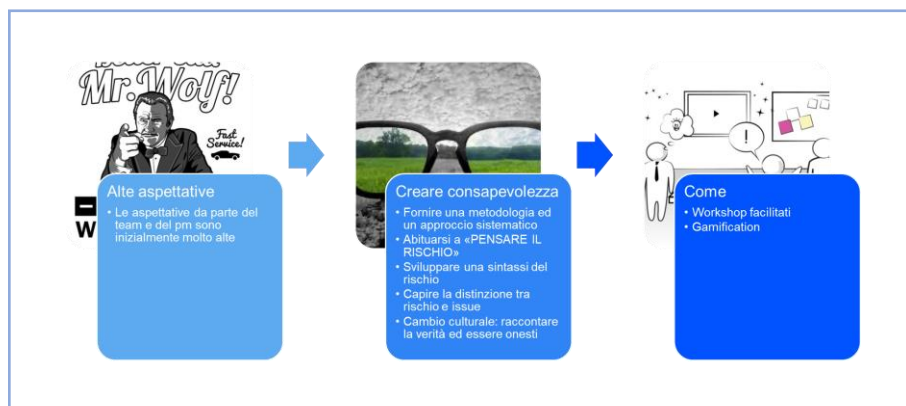 Mr. Wolf!
Fast
Service!
W
Alte aspettative
• Le aspettative da parte del
team e del pm sono
inizialmente molto alte
Creare consapevolezza
• Fornire una metodologia ed
un approccio sistematico
• Abituarsi a «PENSARE IL
RISCHIO»
• Sviluppare una sintassi del
rischio
• Capire la distinzione tra
rischio e issue
• Cambio culturale: raccontare
la verità ed essere onesti
!
Come
• Workshop facilitati
• Gamification